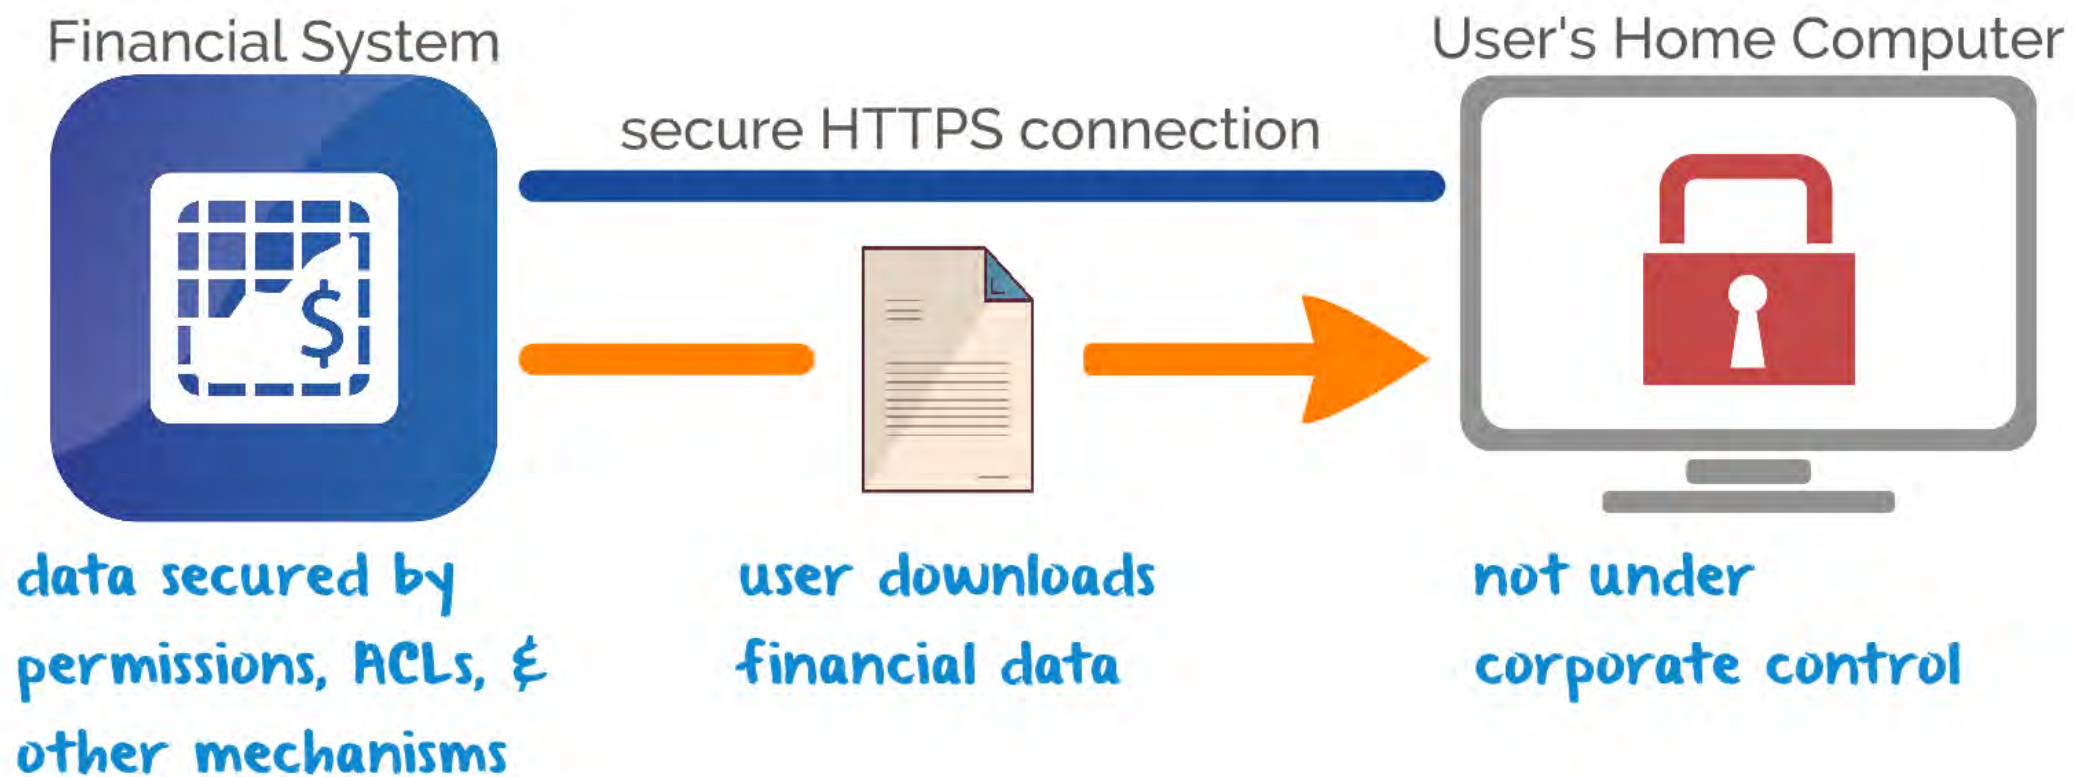 Financial System
User's Home Computer
secure HTTPS connection
$
data secured by
permissions, ACLs, &
other mechanisms
user downloads
financial data
not under
corporate control